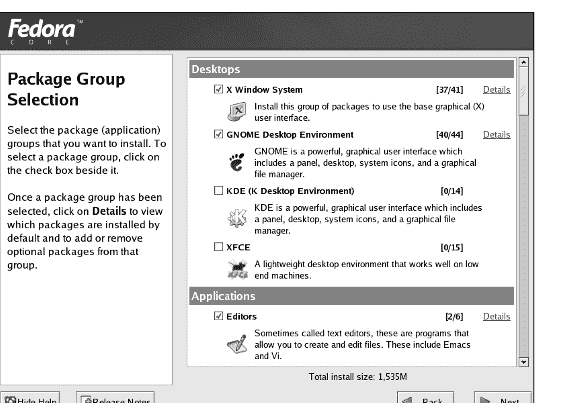 Fedora™
C O R E
Package Group
Selection
Select the package (application)
groups that you want to install. To
select a package group, click on
the check box beside it.
Once a package group has been
selected, click on Details to view
which packages are installed by
default and to add or remove
optional packages from that
group.
Desktops
X Window System [37/41] Details
Install this group of packages to use the base graphical (X)
user interface.
GNOME Desktop Environment [40/44] Details
GNOME is a powerful, graphical user interface which
includes a panel, desktop, system icons, and a graphical
file manager.
KDE (K Desktop Environment) [0/14]
KDE is a powerful, graphical user interface which includes
a panel, desktop, system icons, and a graphical file
manager.
XFCE [0/15]
A lightweight desktop environment that works well on low
end machines.
Applications
Editors [2/6] Details
Sometimes called text editors, these are programs that
allow you to create and edit files. These include Emacs
and Vi.
Total install size: 1,535M
Hide Help Release Notes Back Next